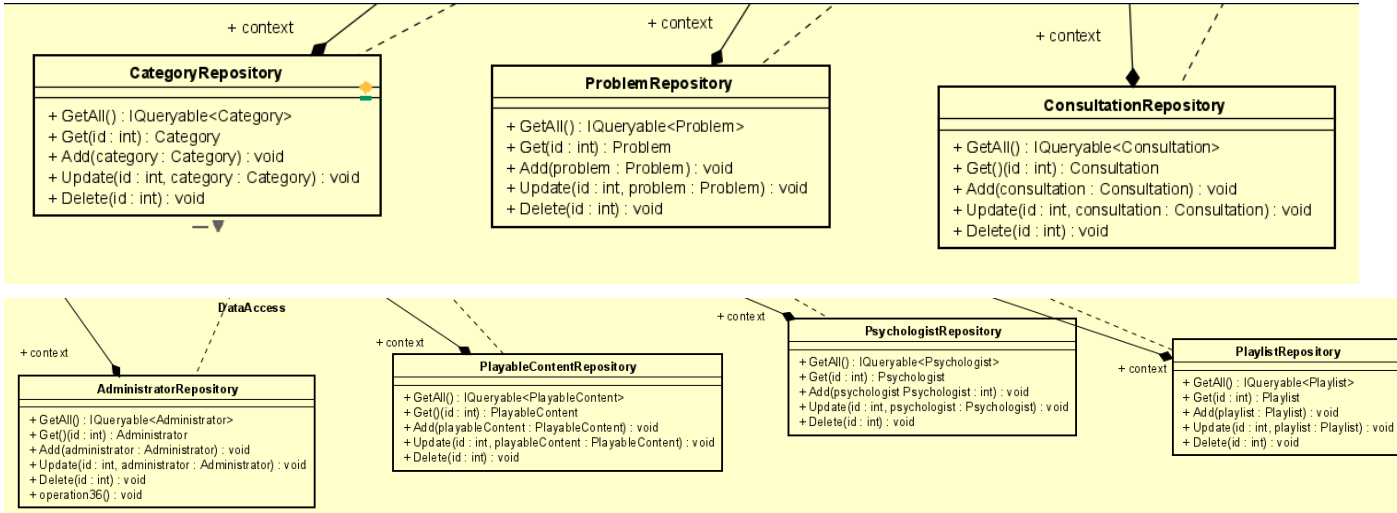 + context
CategoryRepository
+ GetAll() : IQueryable<Category>
+ Get(id : int) : Category
+ Add(category : Category) : void
+ Update(id : int, category : Category) : void
+ Delete(id : int) : void
+ context
ProblemRepository
+ GetAll() : IQueryable<Problem>
+ Get(id : int) : Problem
+ Add(problem : Problem) : void
+ Update(id : int, problem : Problem) : void
+ Delete(id : int) : void
+ context
ConsultationRepository
+ GetAll() : IQueryable<Consultation>
+ Get()(id : int) : Consultation
+ Add(consultation : Consultation) : void
+ Update(id : int, consultation : Consultation) : void
+ Delete(id : int) : void
DataAccess
+ context
AdministratorRepository
+ GetAll() : IQueryable<Administrator>
+ Get()(id : int) : Administrator
+ Add(administrator : Administrator) : void
+ Update(id : int, administrator : Administrator) : void
+ Delete(id : int) : void
+ operation36() : void
+ context
PlayableContentRepository
+ GetAll() : IQueryable<PlayableContent>
+ Get()(id : int) : PlayableContent
+ Add(playableContent : PlayableContent) : void
+ Update(id : int, playableContent : PlayableContent) : void
+ Delete(id : int) : void
+ context
PsychologistRepository
+ GetAll() : IQueryable<Psychologist>
+ Get(id : int) : Psychologist
+ Add(psychologist Psychologist : int) : void
+ Update(id : int, psychologist : Psychologist) : void
+ Delete(id : int) : void
+ context
PlaylistRepository
+ GetAll() : IQueryable<Playlist>
+ Get(id : int) : Playlist
+ Add(playlist : Playlist) : void
+ Update(id : int, playlist : Playlist) : void
+ Delete(id : int) : void